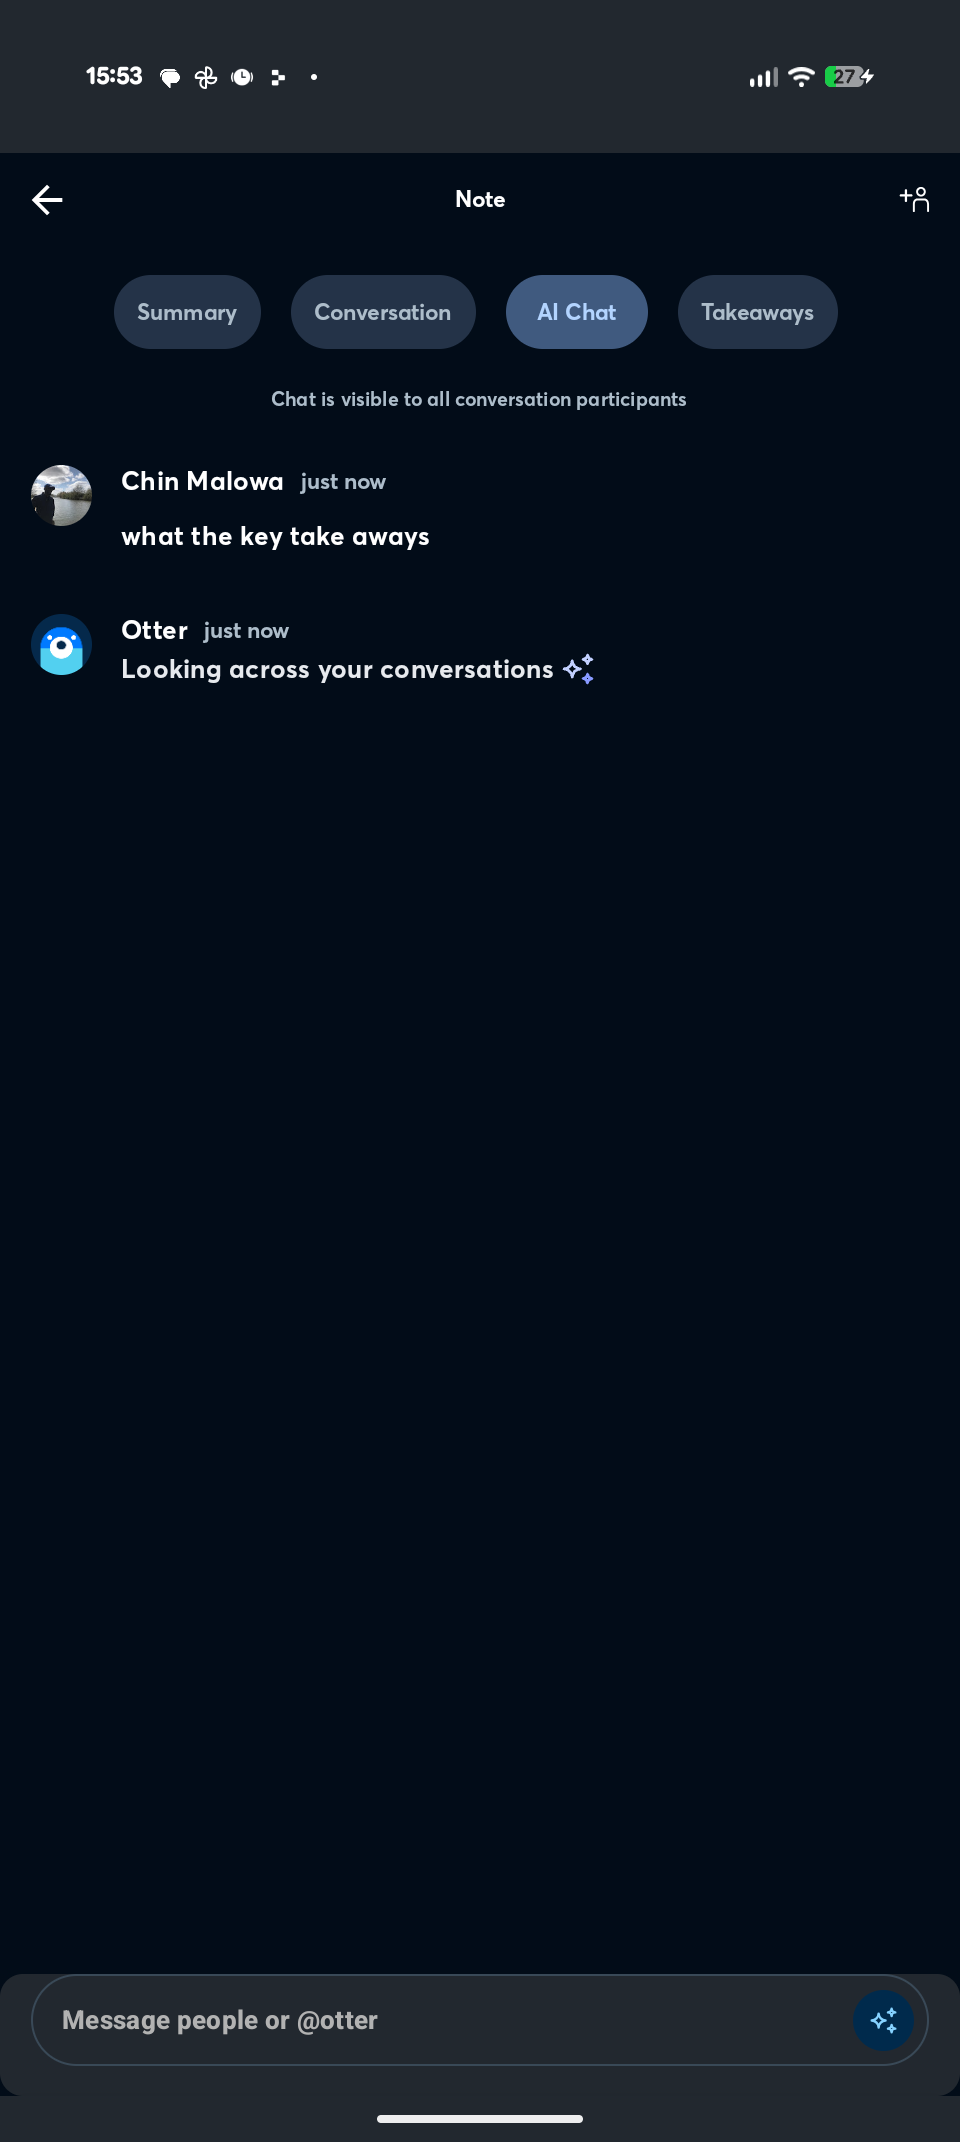 15:53
27
Note
Summary Conversation AI Chat Takeaways
Chat is visible to all conversation participants
Chin Malowa just now
what the key take aways
Otter just now
Looking across your conversations
Message people or @otter